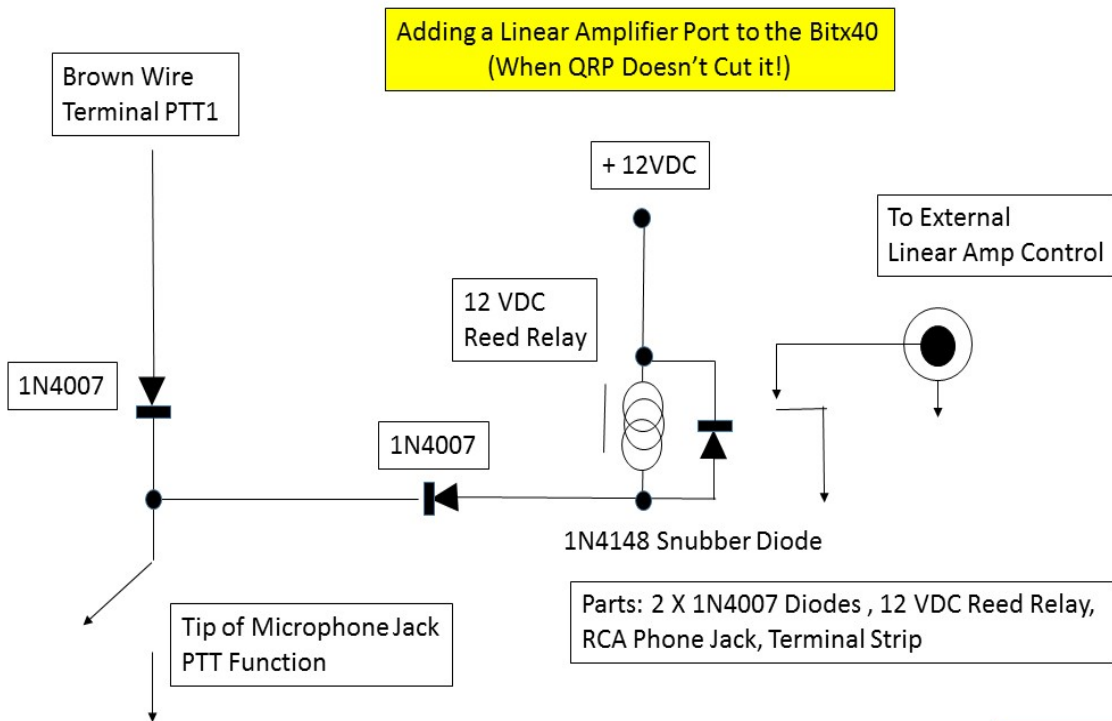 Adding a Linear Amplifier Port to the Bitx40
(When QRP Doesn't Cut it!)
Brown Wire
Terminal PTT1
+ 12VDC
To External
Linear Amp Control
12 VDC
Reed Relay
1N4007
1N4007
1N4148 Snubber Diode
Tip of Microphone Jack
PTT Function
Parts: 2 X 1N4007 Diodes , 12 VDC Reed Relay,
RCA Phone Jack, Terminal Strip